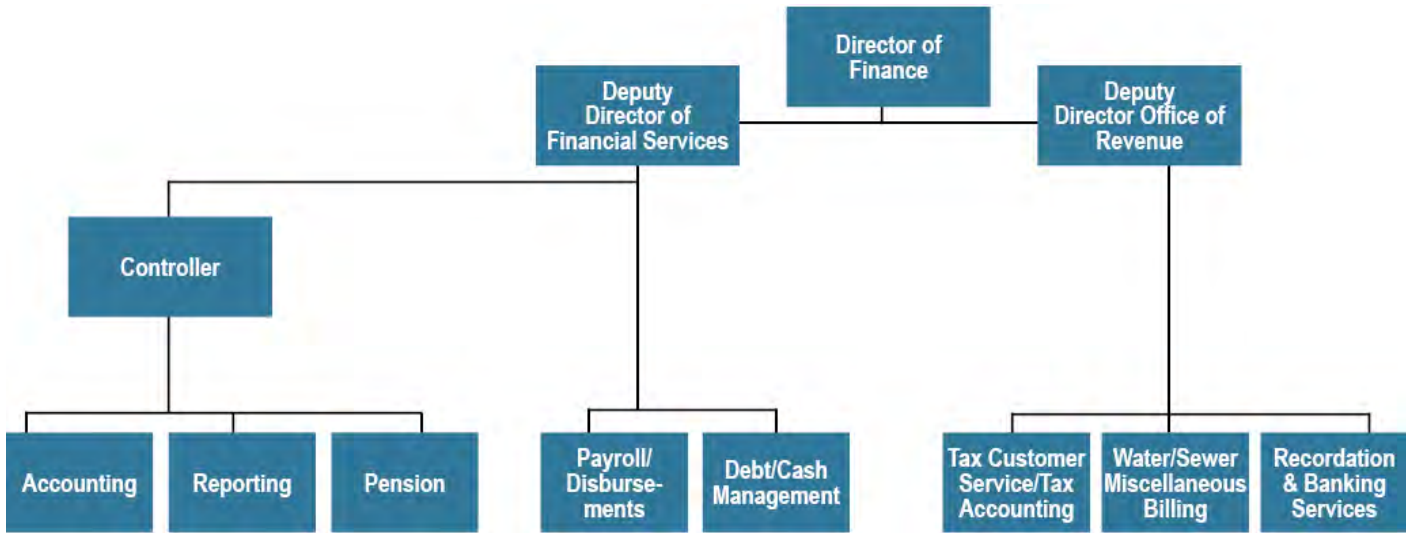 Director of
Finance
Deputy
Director of
Financial Services
Deputy
Director Office of
Revenue
Controller
Accounting
Reporting
Pension
Payroll/
Disburse-
ments
Debt/Cash
Management
Tax Customer
Service/Tax
Accounting
Water/Sewer
Miscellaneous
Billing
Recordation
& Banking
Services